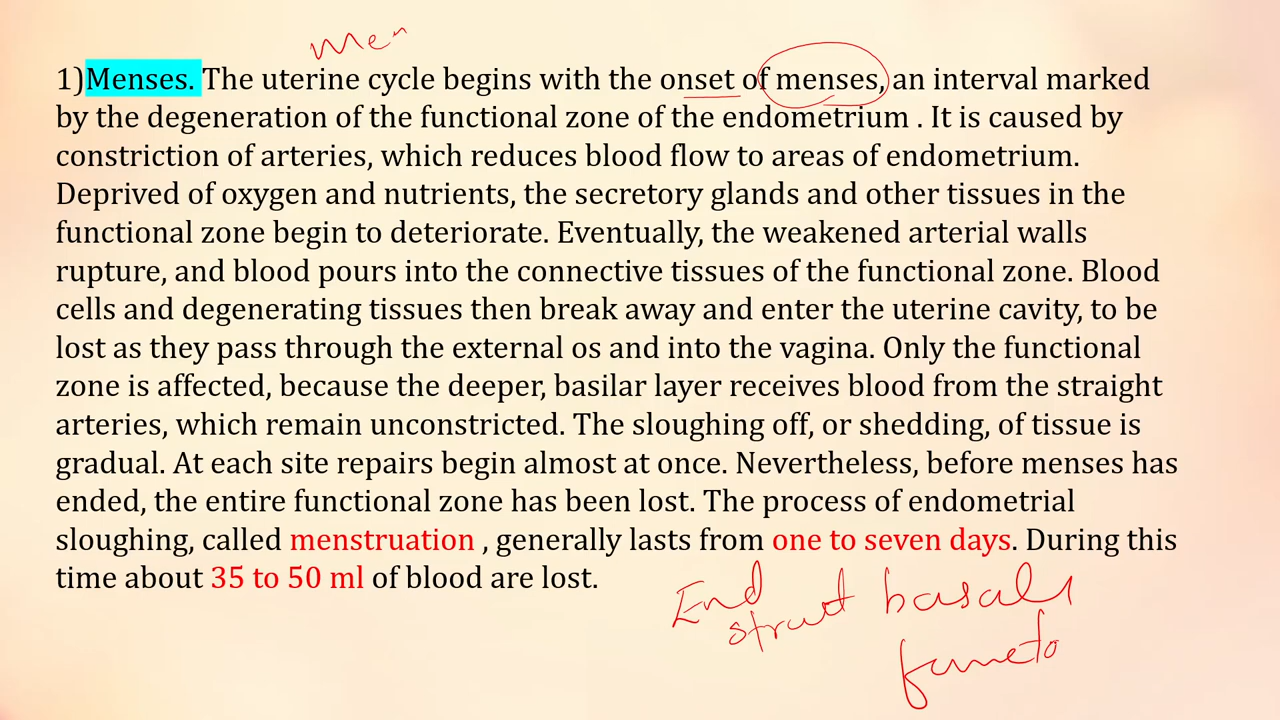 Men
1)Menses. The uterine cycle begins with the onset of menses, an interval marked
by the degeneration of the functional zone of the endometrium . It is caused by
constriction of arteries, which reduces blood flow to areas of endometrium.
Deprived of oxygen and nutrients, the secretory glands and other tissues in the
functional zone begin to deteriorate. Eventually, the weakened arterial walls
rupture, and blood pours into the connective tissues of the functional zone. Blood
cells and degenerating tissues then break away and enter the uterine cavity, to be
lost as they pass through the external os and into the vagina. Only the functional
zone is affected, because the deeper, basilar layer receives blood from the straight
arteries, which remain unconstricted. The sloughing off, or shedding, of tissue is
gradual. At each site repairs begin almost at once. Nevertheless, before menses has
ended, the entire functional zone has been lost. The process of endometrial
sloughing, called menstruation , generally lasts from one to seven days. During this
time about 35 to 50 ml of blood are lost.
End
basal